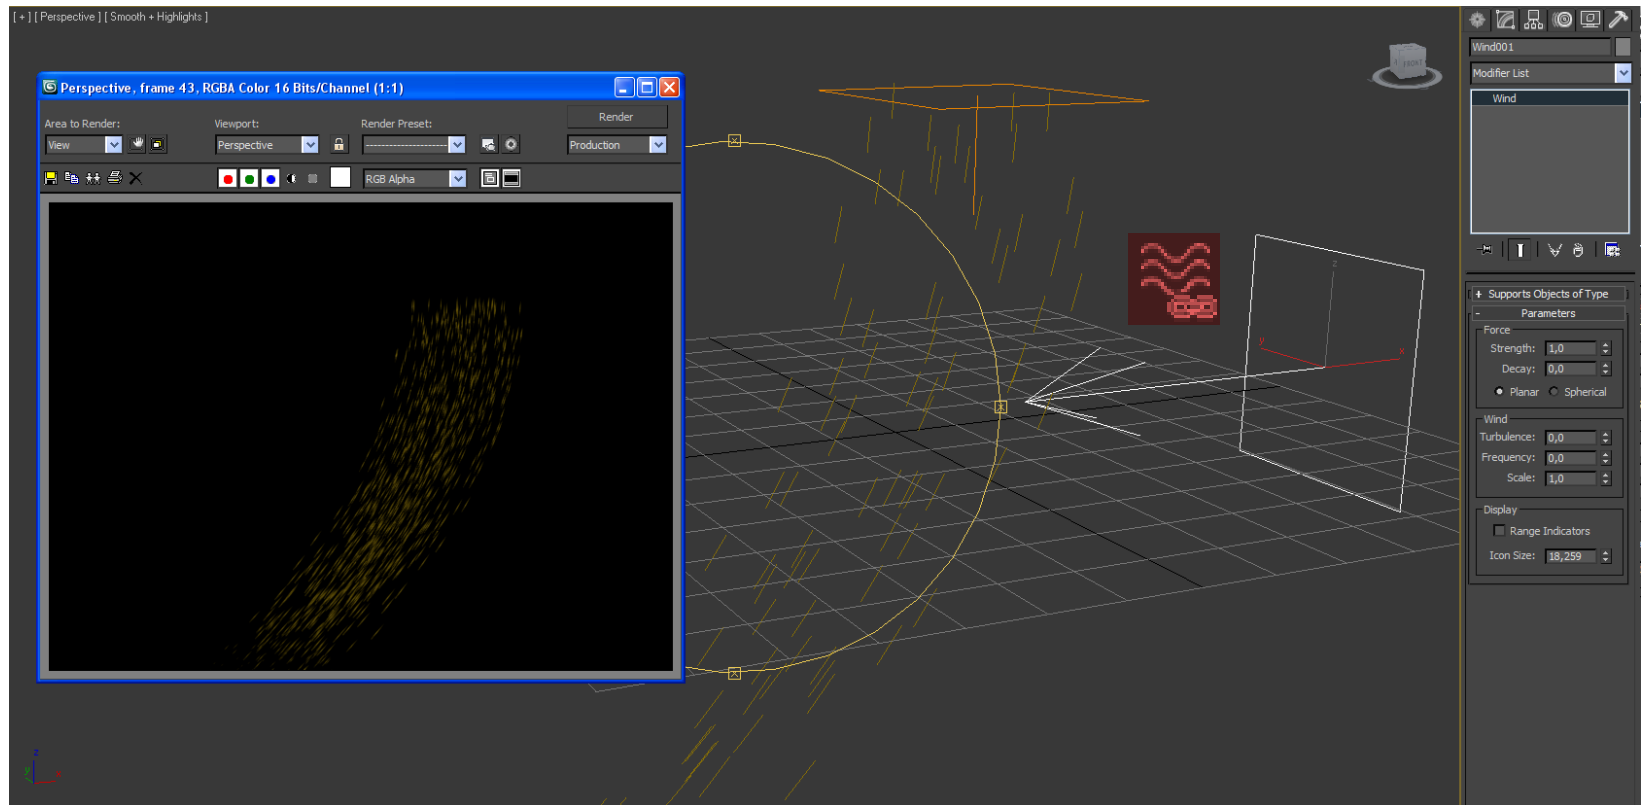 [ + ] [ Perspective ] [ Smooth + Highlights ]
Perspective, frame 43, RGBA Color 16 Bits/Channel (1:1)
Area to Render:
Viewport:
Render Preset:
Render
View
Perspective
Production
RGB Alpha
FRONT
z
y
x
z
y
x
Wind001
Modifier List
Wind
+ Supports Objects of Type
- Parameters
Force
Strength: 1,0
Decay: 0,0
Planar Spherical
Wind
Turbulence: 0,0
Frequency: 0,0
Scale: 1,0
Display
Range Indicators
Icon Size: 18,259